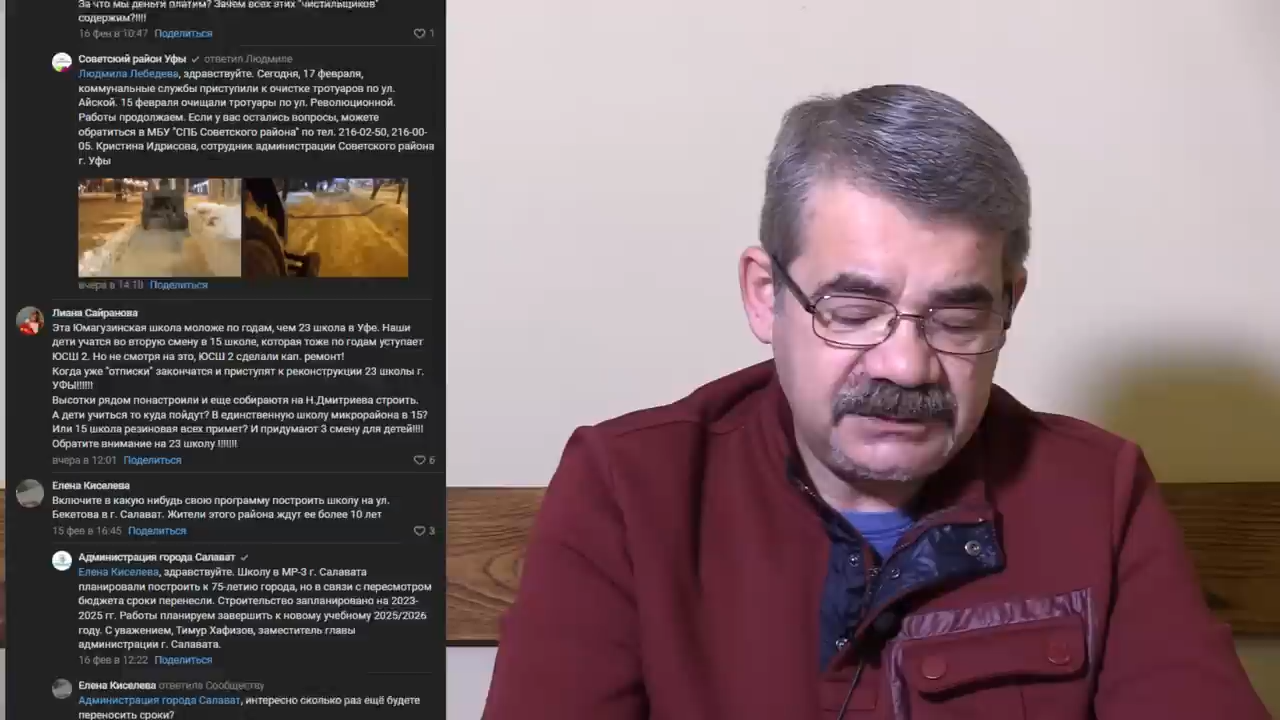 За что мы деньги платим? Зачем всех этих "чистильщиков"
содержим?!!!
16 фев в 10:47 Поделиться
1
Советский район Уфы ответил Людмиле
Людмила Лебедева, здравствуйте. Сегодня, 17 февраля,
коммунальные службы приступили к очистке тротуаров по ул.
Айской. 15 февраля очищали тротуары по ул. Революционной.
Работы продолжаем. Если у вас остались вопросы, можете
обратиться в МБУ "СПБ Советского района" по тел. 216-02-50, 216-00-
05. Кристина Идрисова, сотрудник администрации Советского района
г. Уфы
вчера в 14:18 Поделиться
Лиана Сайранова
Эта Юмагузинская школа моложе по годам, чем 23 школа в Уфе. Наши
дети учатся во вторую смену в 15 школе, которая тоже по годам уступает
ЮСШ 2. Но не смотря на это, ЮСШ 2 сделали кап. ремонт!
Когда уже "отписки" закончатся и приступят к реконструкции 23 школы г.
УФЫ!!!!!!
Высотки рядом понастроили и еще собираютя на Н.Дмитриева строить.
А дети учиться то куда пойдут? В единственную школу микрорайона в 15?
Или 15 школа резиновая всех примет? И придумают 3 смену для детей!!!!
Обратите внимание на 23 школу !!!!!!!
вчера в 12:01 Поделиться
6
Елена Киселева
Включите в какую нибудь свою программу построить школу на ул.
Бекетова в г. Салават. Жители этого района ждут ее более 10 лет
15 фев в 16:45 Поделиться
3
Администрация города Салават
Елена Киселева, здравствуйте. Школу в МР-3 г. Салавата
планировали построить к 75-летию города, но в связи с пересмотром
бюджета сроки перенесли. Строительство запланировано на 2023-
2025 гг. Работы планируем завершить к новому учебному 2025/2026
году. С уважением, Тимур Хафизов, заместитель главы
администрации г. Салавата.
16 фев в 12:22 Поделиться
Елена Киселева ответила Сообществу
Администрация города Салават, интересно сколько раз ещё будете
переносить сроки?